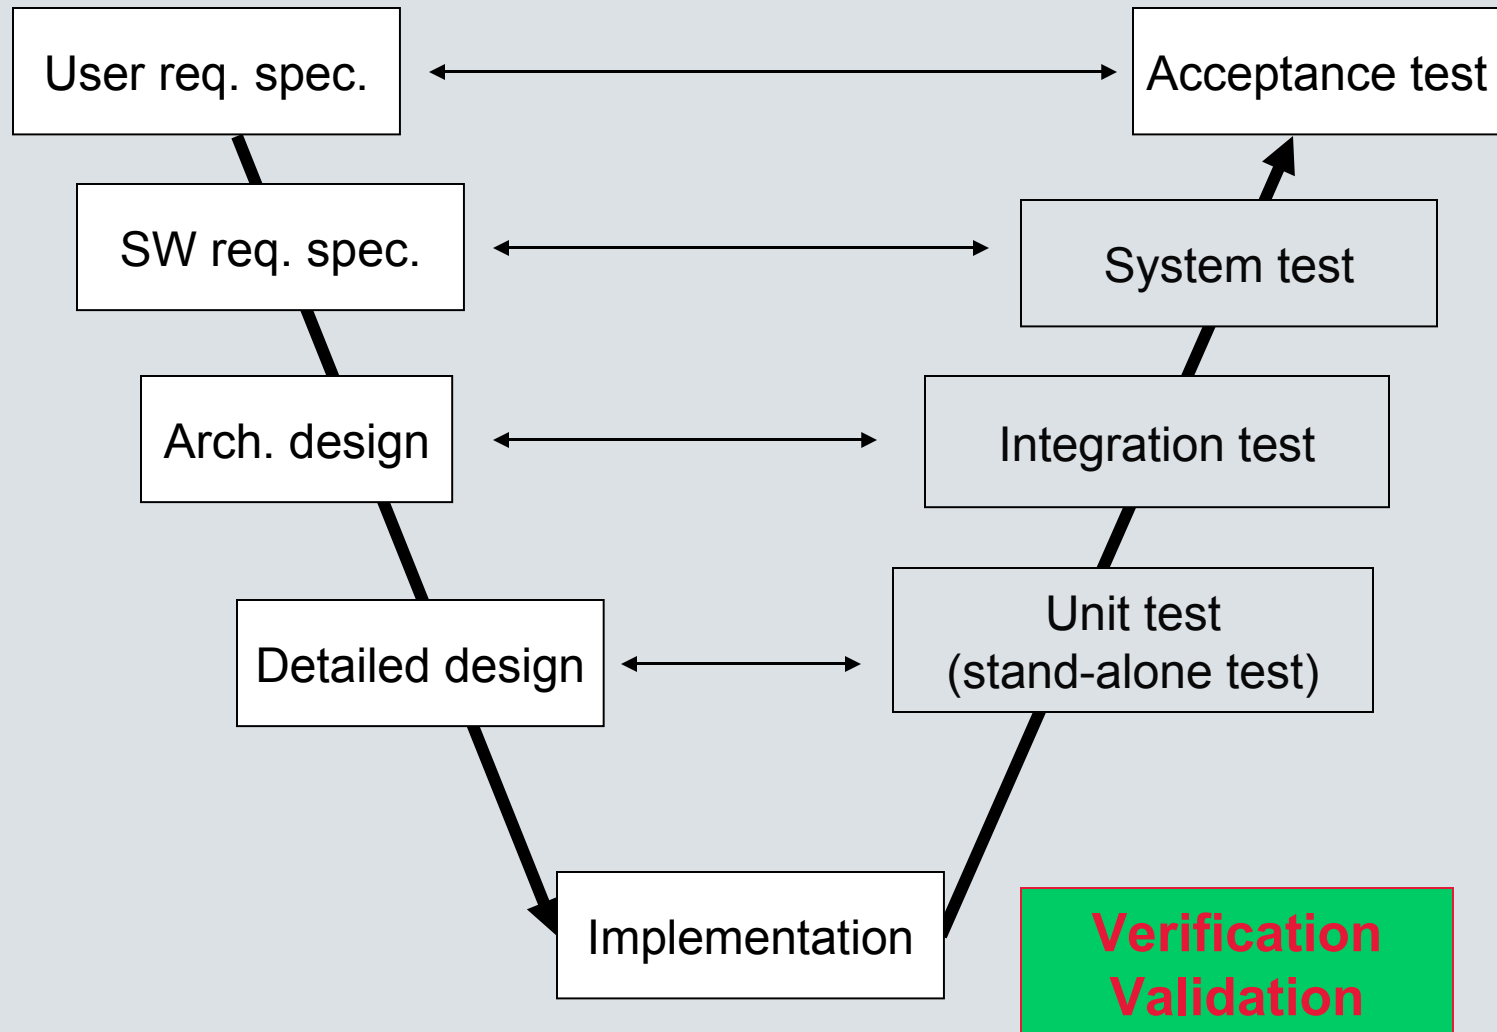 User req. spec.
Acceptance test
SW req. spec.
System test
Arch. design
Integration test
Unit test
(stand-alone test)
Detailed design
Implementation
Verification
Validation